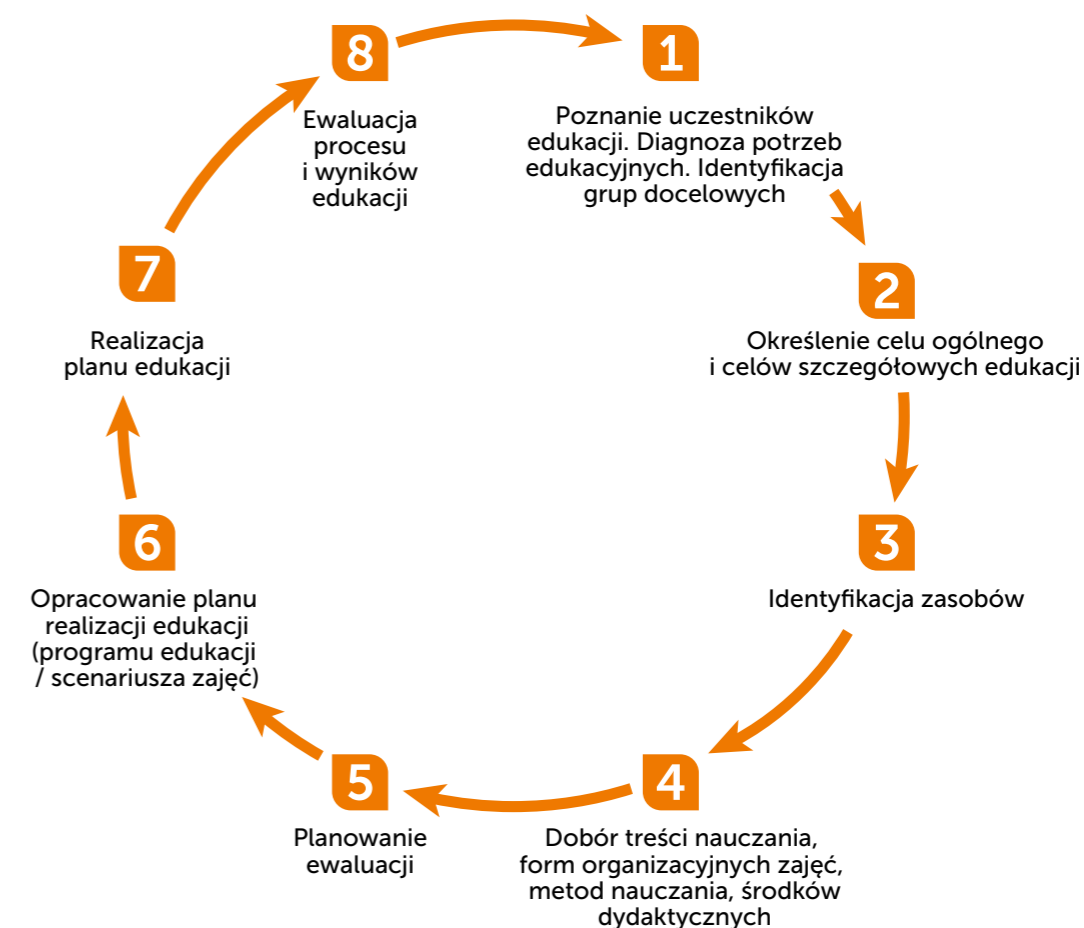 1
Poznanie uczestników
edukacji. Diagnoza potrzeb
edukacyjnych. Identyfikacja
grup docelowych
2
Określenie celu ogólnego
i celów szczegółowych edukacji
3
Identyfikacja zasobów
4
Dobór treści nauczania,
form organizacyjnych zajęć,
metod nauczania, środków
dydaktycznych
5
Planowanie
ewaluacji
6
Opracowanie planu
realizacji edukacji
(programu edukacji
/ scenariusza zajęć)
7
Realizacja
planu edukacji
8
Ewaluacja
procesu
i wyników
edukacji